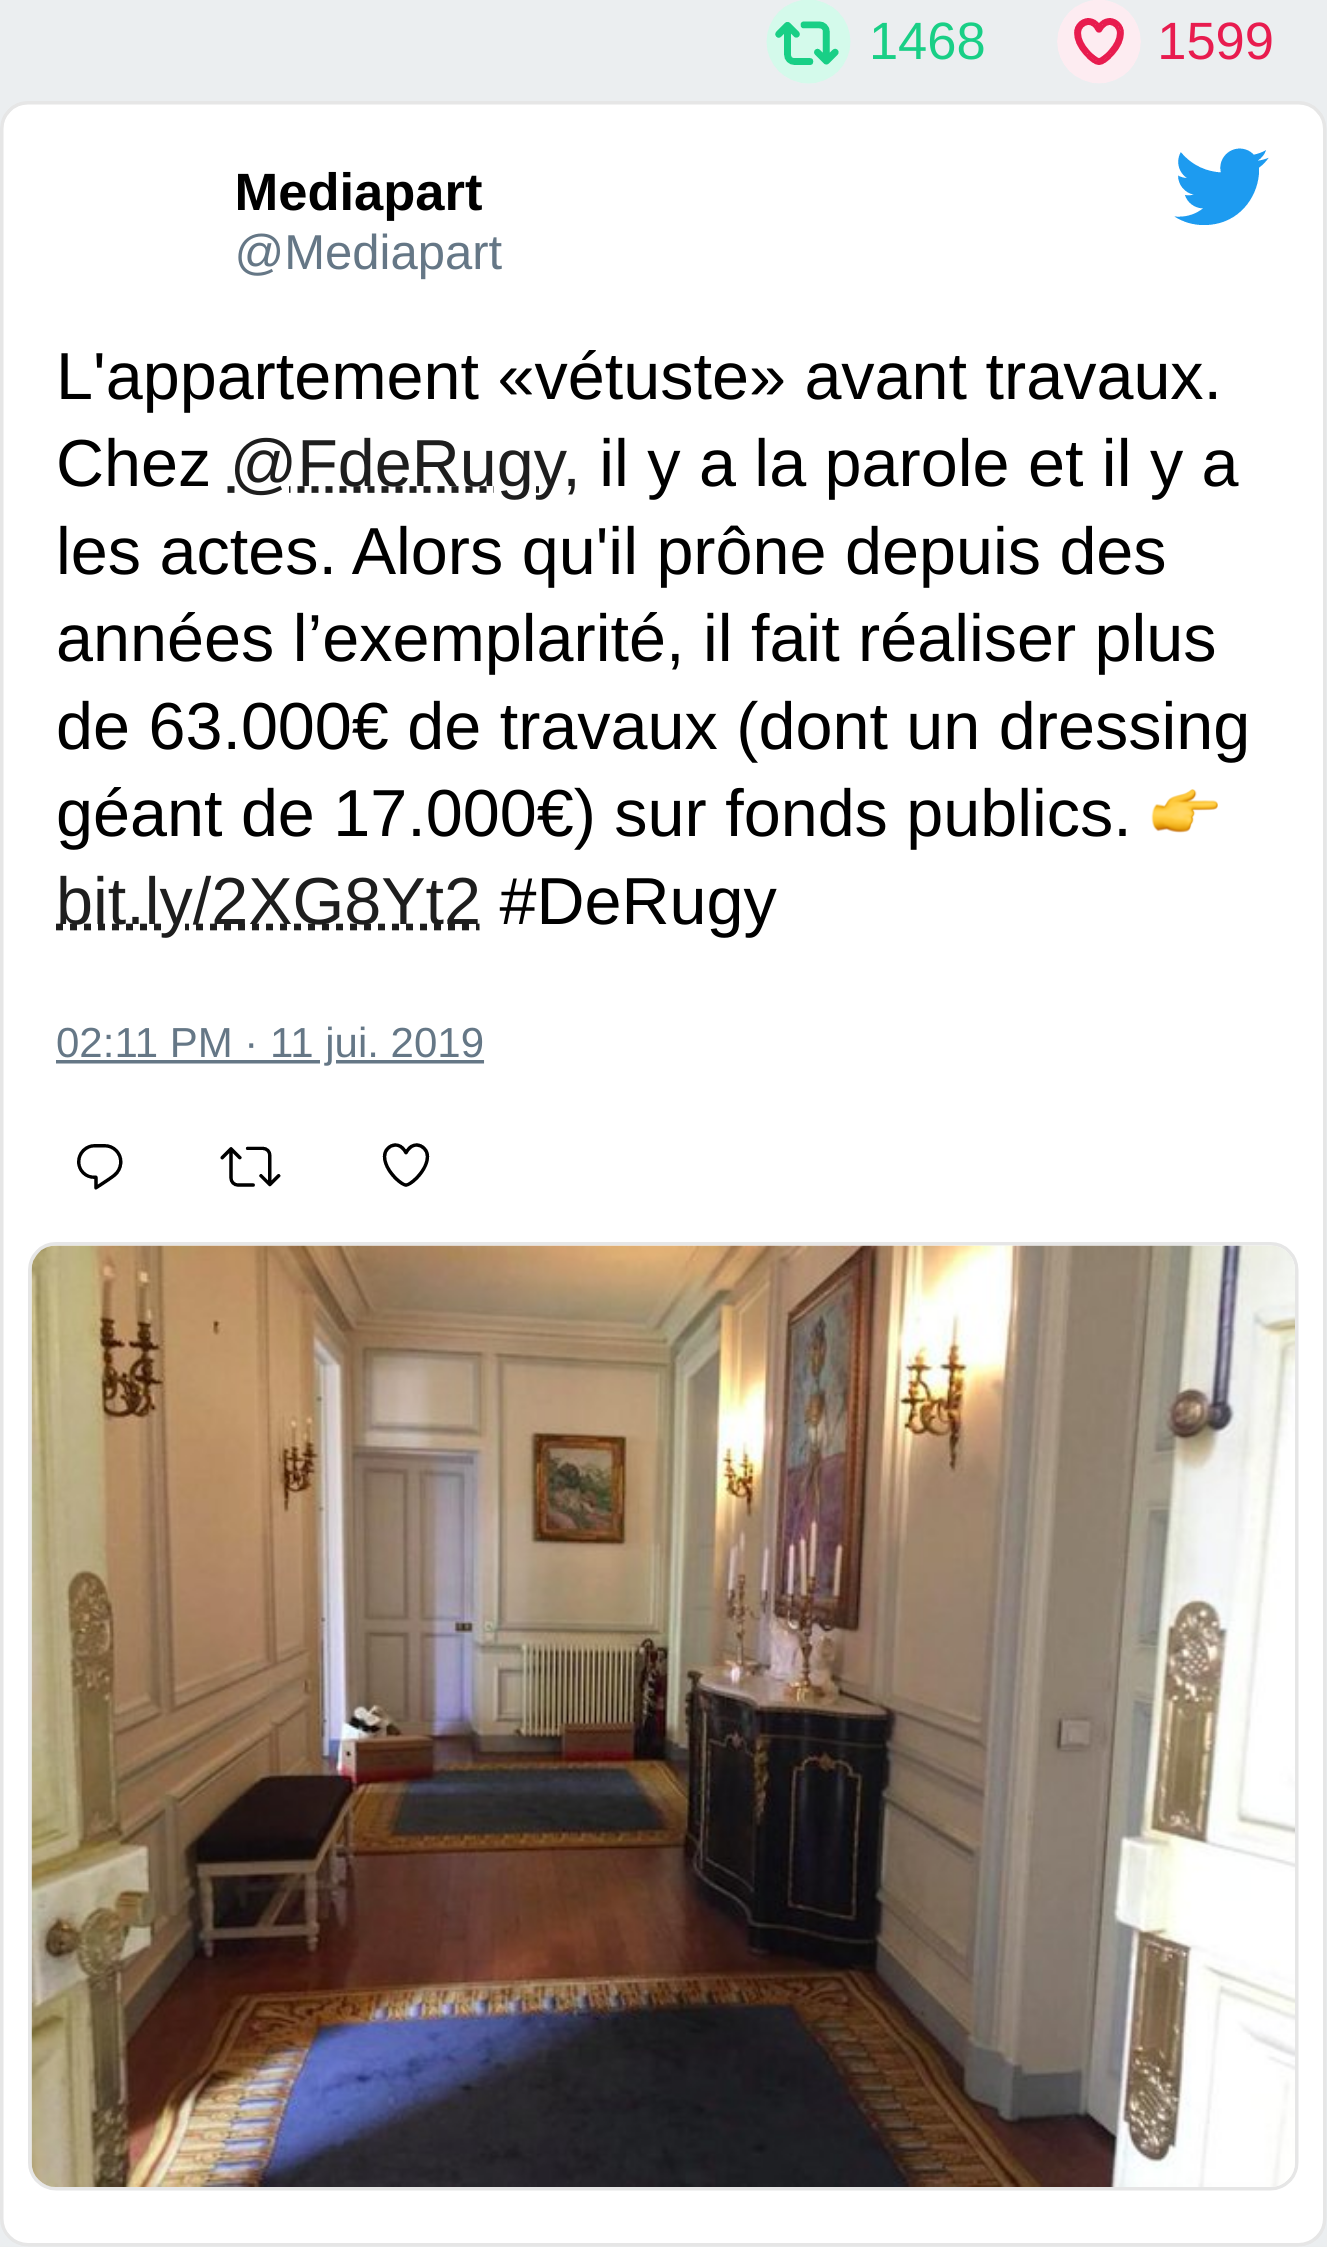 1468 1599
Mediapart
@Mediapart
L'appartement «vétuste» avant travaux.
Chez @FdeRugy, il y a la parole et il y a
les actes. Alors qu'il prône depuis des
années l’exemplarité, il fait réaliser plus
de 63.000€ de travaux (dont un dressing
géant de 17.000€) sur fonds publics. 👉
bit.ly/2XG8Yt2 #DeRugy
02:11 PM · 11 jui. 2019